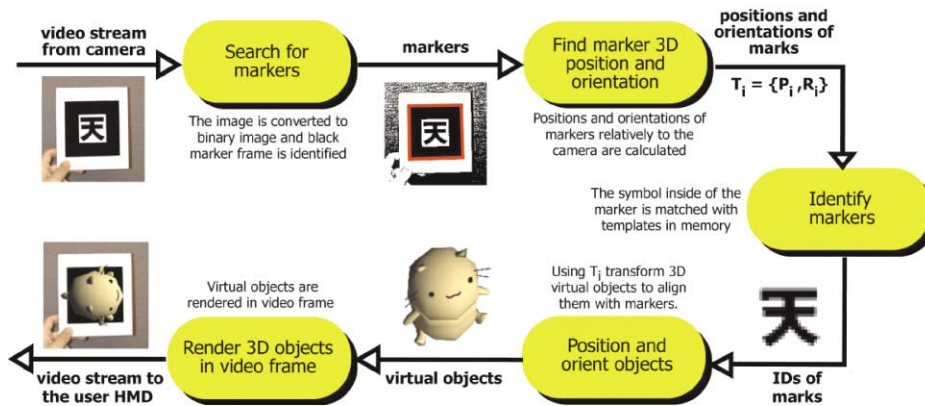 video stream
from camera
Search for
markers
The image is converted to
binary image and black
marker frame is identified
markers
Find marker 3D
position and
orientation
Positions and orientations of
markers relatively to the
camera are calculated
positions and
orientations of
marks
Tᵢ = {Pᵢ ,Rᵢ}
天
天
The symbol inside of the
marker is matched with
templates in memory
Identify
markers
天
IDs of
marks
Using Tᵢ transform 3D
virtual objects to align
them with markers.
Position and
orient objects
virtual objects
Virtual objects are
rendered in video frame
Render 3D objects
in video frame
video stream to
the user HMD